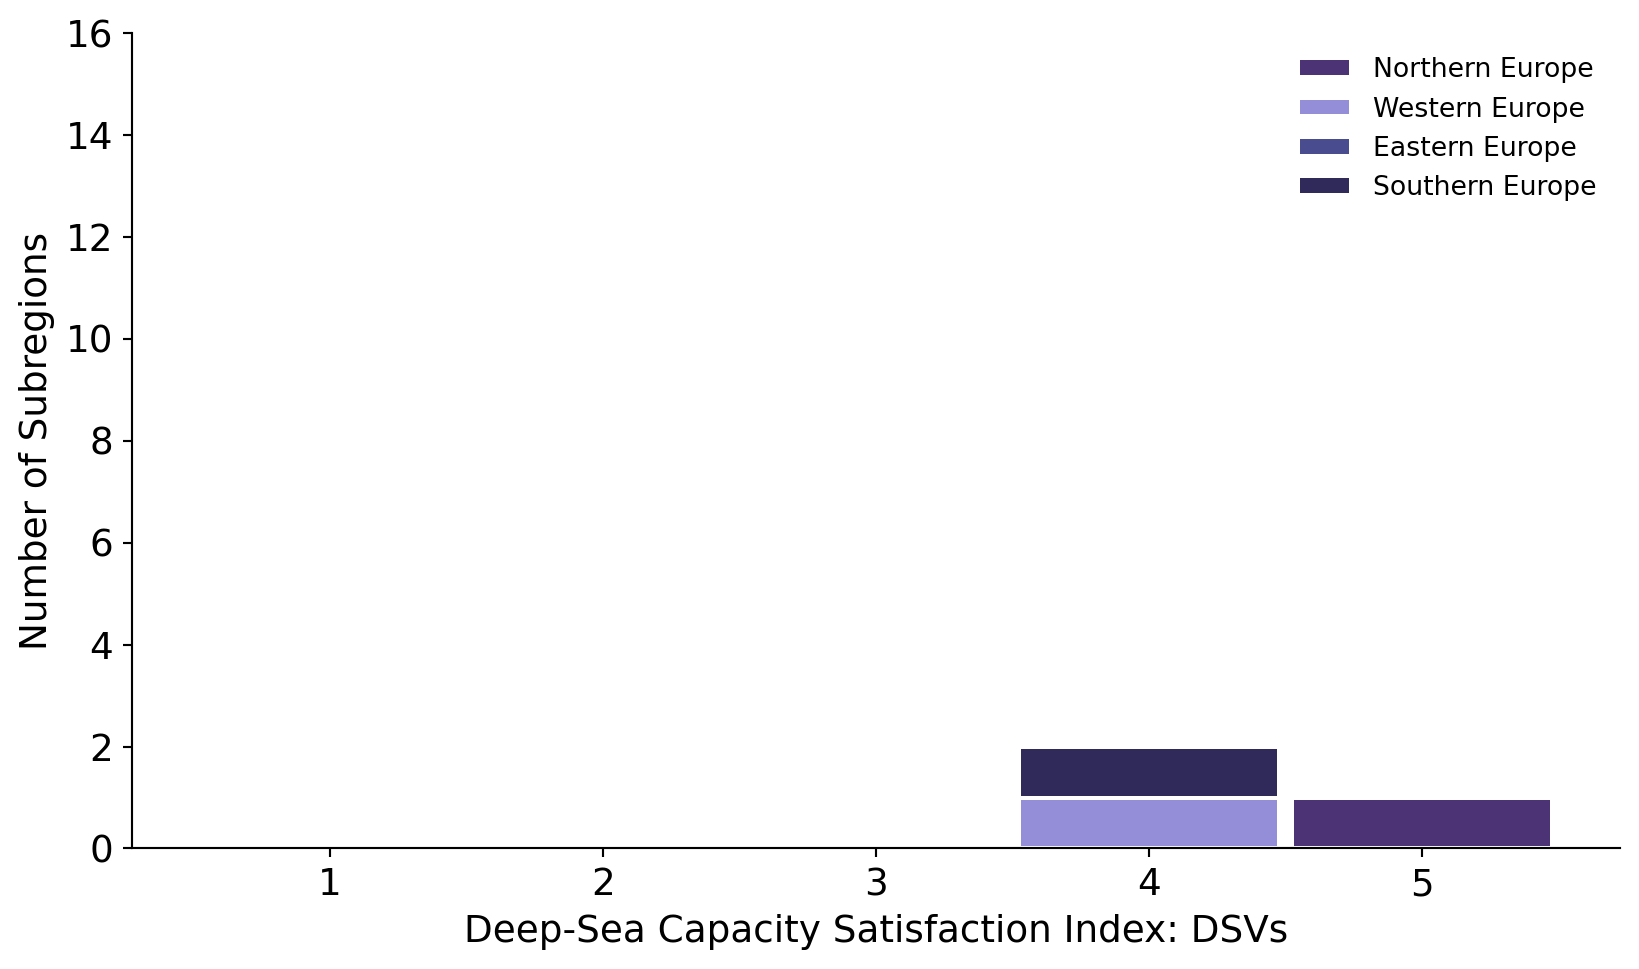 16
14
12
10
8
6
4
2
0
Number of Subregions
Northern Europe
Western Europe
Eastern Europe
Southern Europe
1 2 3 4 5
Deep-Sea Capacity Satisfaction Index: DSVs